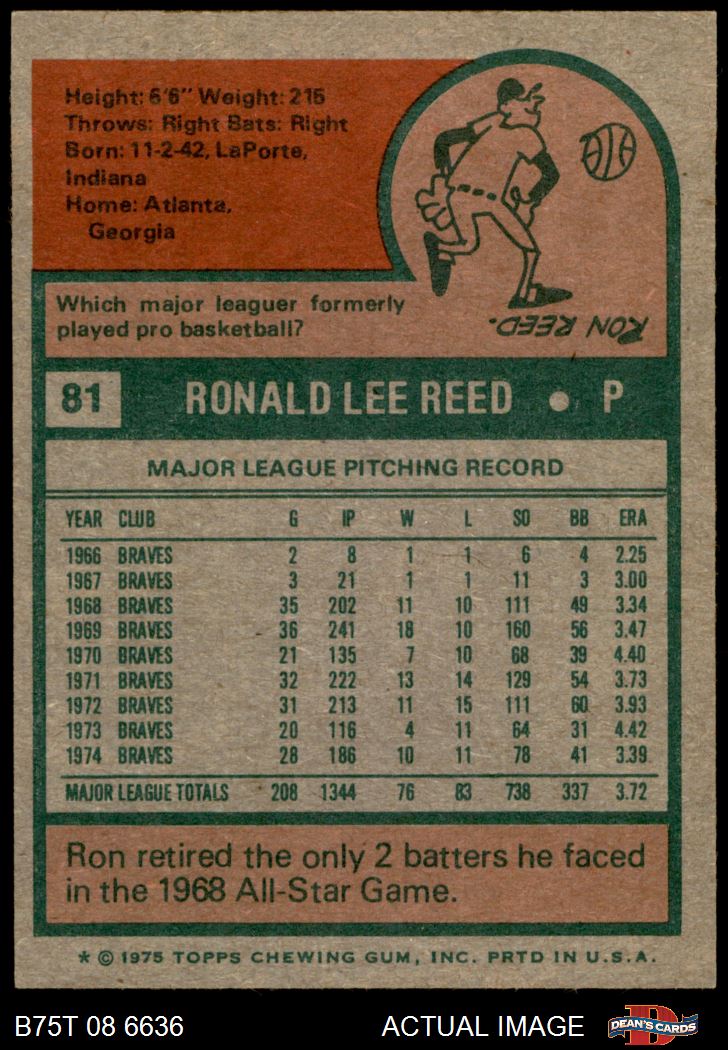 Height: 6'6" Weight: 215
Throws: Right Bats: Right
Born: 11-2-42, LaPorte,
Indiana
Home: Atlanta,
Georgia
Which major leaguer formerly
played pro basketball?
RON REED.
81 RONALD LEE REED • P
MAJOR LEAGUE PITCHING RECORD
YEAR CLUB G IP W L SO BB ERA
1966 BRAVES 2 8 1 1 6 4 2.25
1967 BRAVES 3 21 1 1 11 3 3.00
1968 BRAVES 35 202 11 10 111 49 3.34
1969 BRAVES 36 241 18 10 160 56 3.47
1970 BRAVES 21 135 7 10 68 39 4.40
1971 BRAVES 32 222 13 14 129 54 3.73
1972 BRAVES 31 213 11 15 111 60 3.93
1973 BRAVES 20 116 4 11 64 31 4.42
1974 BRAVES 28 186 10 11 78 41 3.39
MAJOR LEAGUE TOTALS 208 1344 76 83 738 337 3.72
Ron retired the only 2 batters he faced
in the 1968 All-Star Game.
* © 1975 TOPPS CHEWING GUM, INC. PRTD IN U.S.A.
B75T 08 6636 ACTUAL IMAGE D DEAN'S CARDS